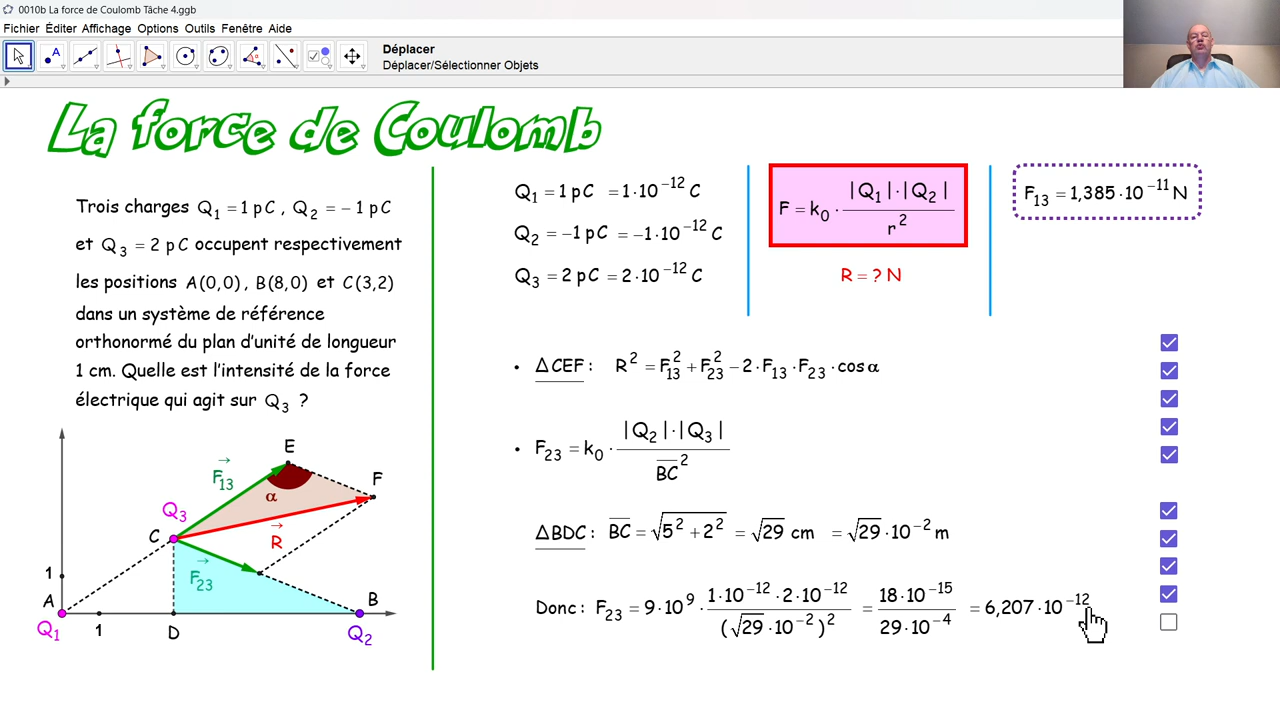 0010b La force de Coulomb Tâche 4.ggb
Fichier Éditer Affichage Options Outils Fenêtre Aide
A
Déplacer
Déplacer/Sélectionner Objets
La force de Coulomb
Trois charges Q₁ = 1 pC , Q₂ = − 1 pC
et Q₃ = 2 pC occupent respectivement
les positions A(0,0) , B(8,0) et C(3,2)
dans un système de référence
orthonormé du plan d'unité de longueur
1 cm. Quelle est l'intensité de la force
électrique qui agit sur Q₃ ?
E
F⃗₁₃
F
α
Q₃
C
R⃗
F⃗₂₃
1
A
B
Q₁
1
D
Q₂
Q₁ = 1 pC = 1·10⁻¹² C
Q₂ = −1 pC = −1·10⁻¹² C
Q₃ = 2 pC = 2·10⁻¹² C
F = k₀ · |Q₁|·|Q₂| / r²
R = ? N
F₁₃ = 1,385·10⁻¹¹ N
• ΔCEF : R² = F₁₃² + F₂₃² − 2·F₁₃·F₂₃·cos α
• F₂₃ = k₀ · |Q₂|·|Q₃| / B̅C̅²
ΔBDC : B̅C̅ = √(5² + 2²) = √29 cm = √29·10⁻² m
Donc : F₂₃ = 9·10⁹ · 1·10⁻¹²·2·10⁻¹² / (√29·10⁻²)² = 18·10⁻¹⁵ / 29·10⁻⁴ = 6,207·10⁻¹²